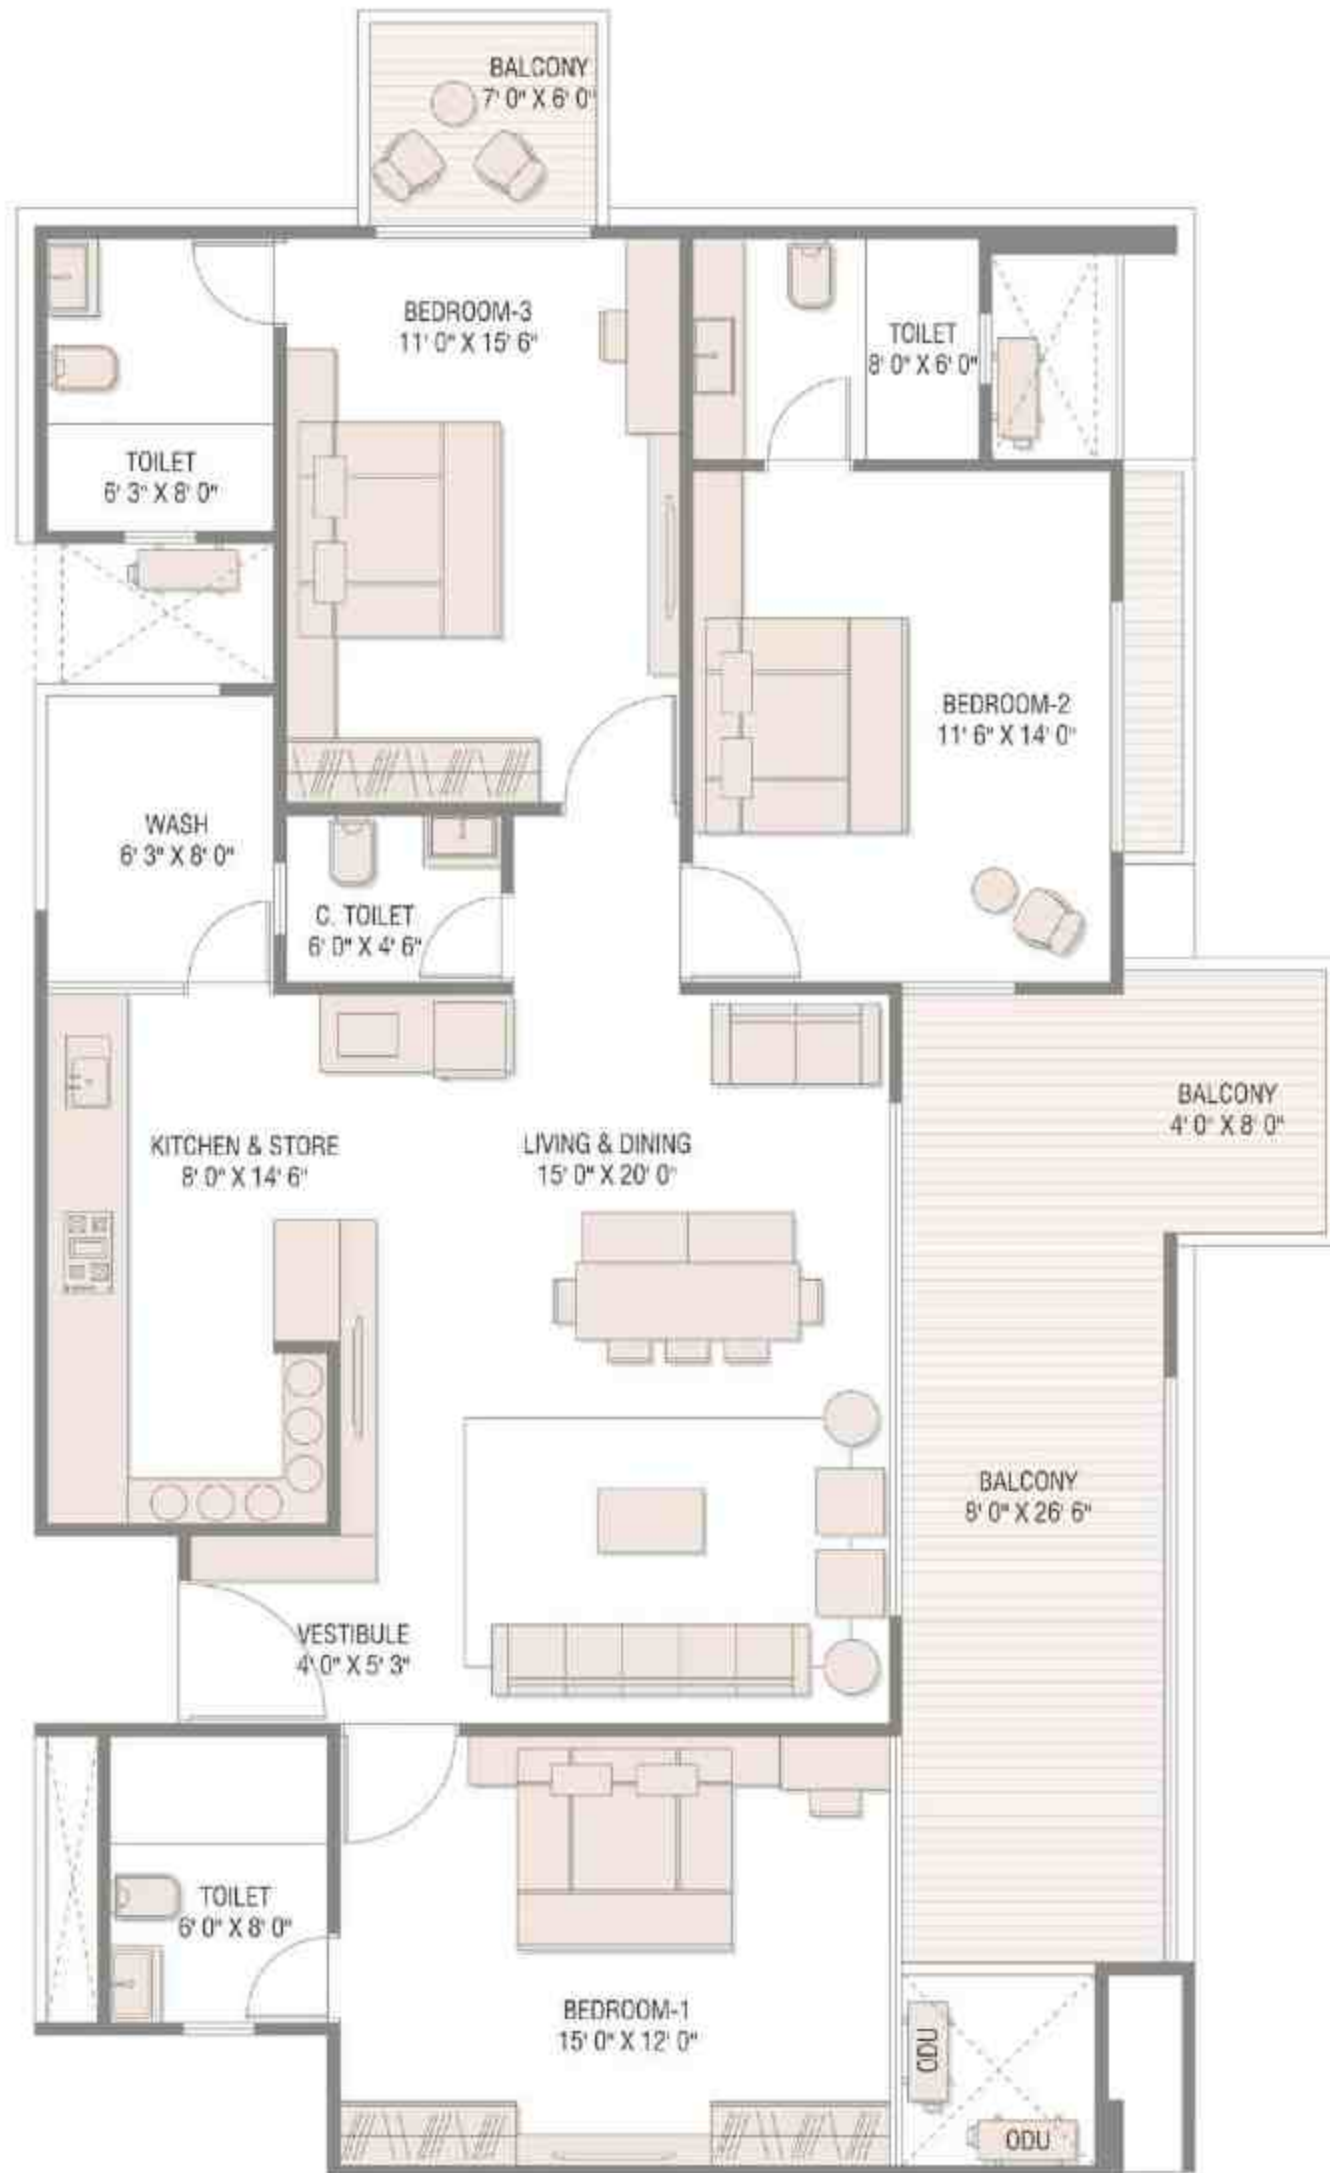 BALCONY
7' 0" X 6' 0"
BEDROOM-3
11' 0" X 15' 6"
TOILET
8' 0" X 6' 0"
TOILET
6' 3" X 8' 0"
BEDROOM-2
11' 6" X 14' 0"
WASH
6' 3" X 8' 0"
C. TOILET
6' 0" X 4' 6"
BALCONY
4' 0" X 8' 0"
KITCHEN & STORE
8' 0" X 14' 6"
LIVING & DINING
15' 0" X 20' 0"
BALCONY
8' 0" X 26' 6"
VESTIBULE
4' 0" X 5' 3"
TOILET
6' 0" X 8' 0"
BEDROOM-1
15' 0" X 12' 0"
ODU
ODU